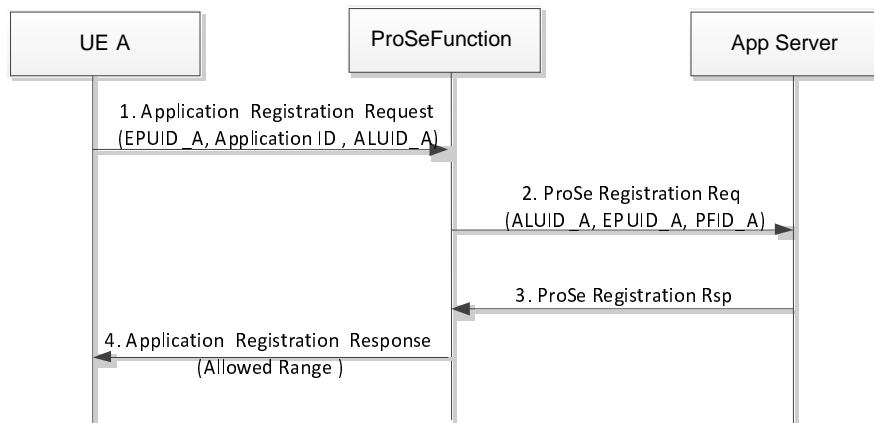 UE A
ProSeFunction
App Server
1. Application Registration Request
(EPUID_A, Application ID , ALUID_A)
2. ProSe Registration Req
(ALUID_A, EPUID_A, PFID_A)
3. ProSe Registration Rsp
4. Application Registration Response
(Allowed Range )